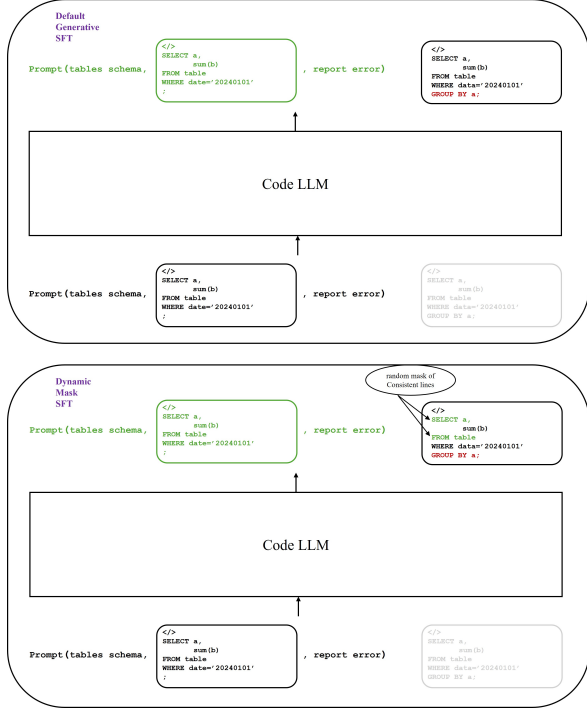 Default
Generative
SFT
Prompt(tables schema,
</>
SELECT a,
sum(b)
FROM table
WHERE date=’20240101’
;
, report error)
</>
SELECT a,
sum(b)
FROM table
WHERE data=’20240101’
GROUP BY a;
Code LLM
Prompt(tables schema,
</>
SELECT a,
sum(b)
FROM table
WHERE date=’20240101’
;
, report error)
</>
SELECT a,
sum(b)
FROM table
WHERE data=’20240101’
GROUP BY a;
Dynamic
Mask
SFT
random mask of
Consistent lines
Prompt(tables schema,
</>
SELECT a,
sum(b)
FROM table
WHERE date=’20240101’
;
, report error)
</>
SELECT a,
sum(b)
FROM table
WHERE data=’20240101’
GROUP BY a;
Code LLM
Prompt(tables schema,
</>
SELECT a,
sum(b)
FROM table
WHERE date=’20240101’
;
, report error)
</>
SELECT a,
sum(b)
FROM table
WHERE data=’20240101’
GROUP BY a;